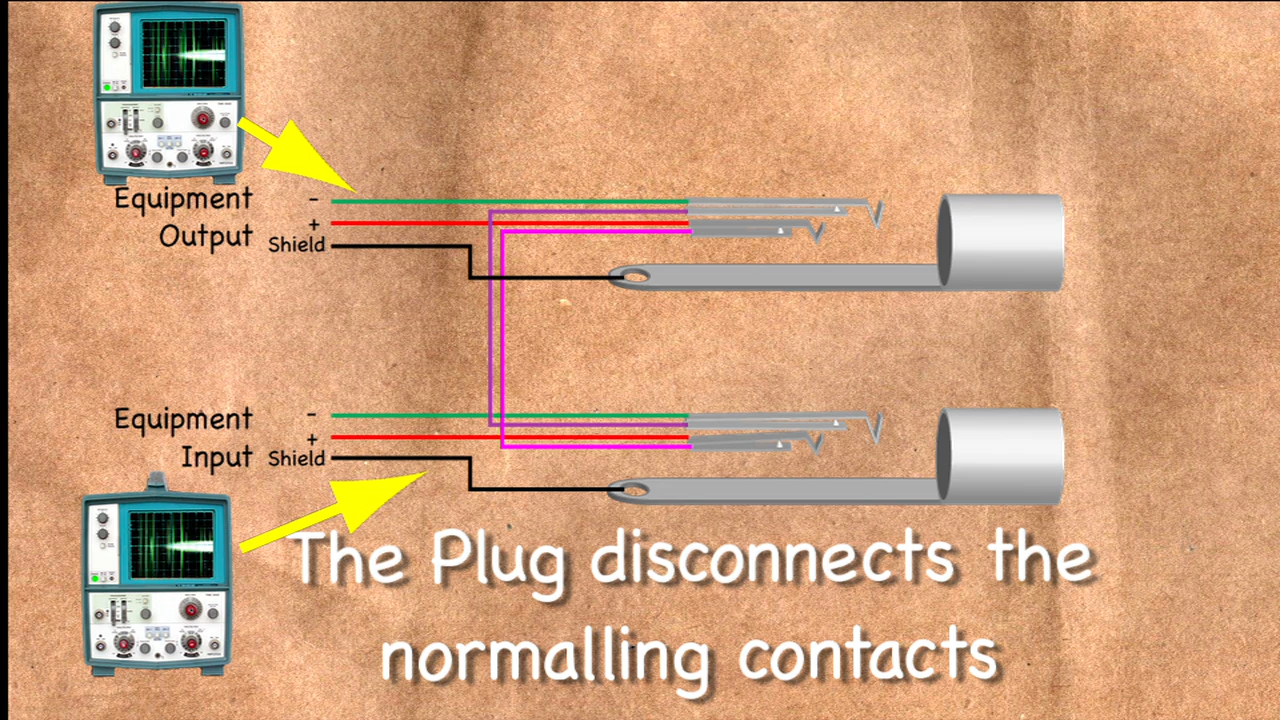 Equipment -
Output +
Shield
Equipment -
Input +
Shield
The Plug disconnects the
normalling contacts